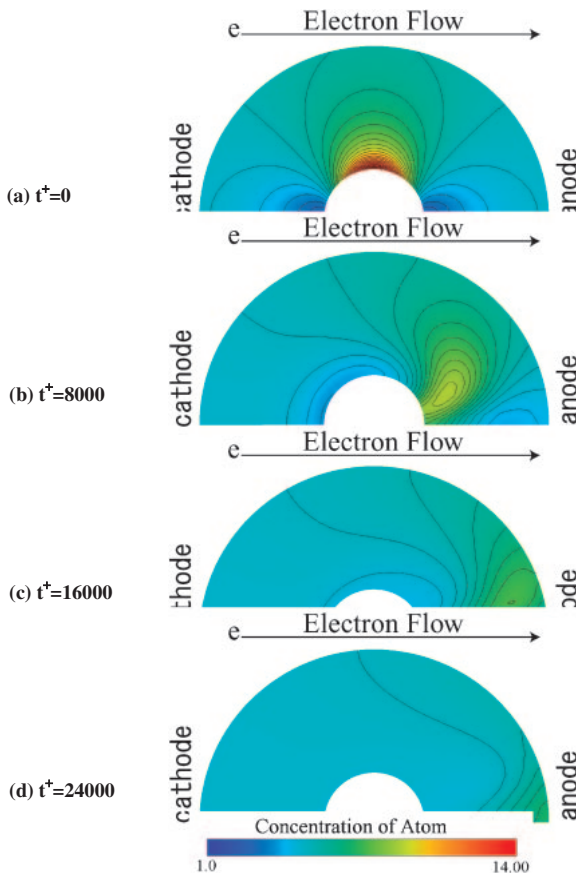 e Electron Flow
cathode
anode
(a) t⁺=0
e Electron Flow
cathode
anode
(b) t⁺=8000
e Electron Flow
thode
ode
(c) t⁺=16000
e Electron Flow
cathode
anode
(d) t⁺=24000
Concentration of Atom
1.0 14.00